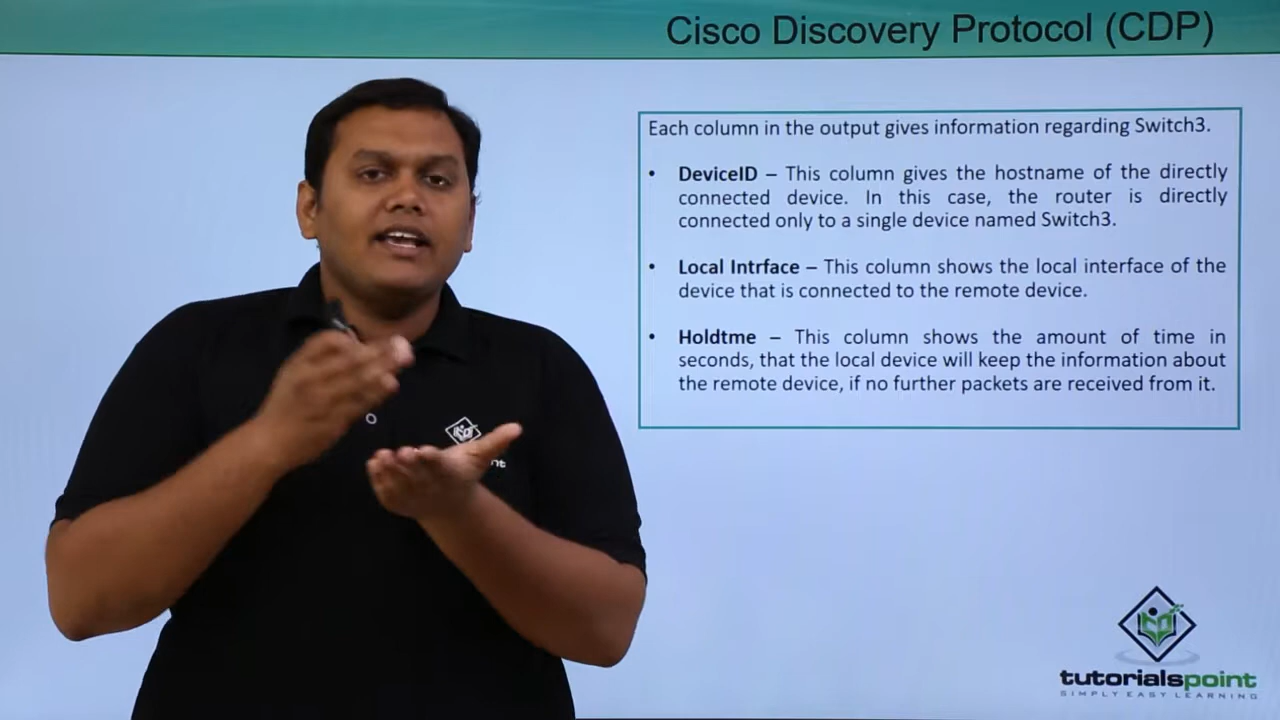 Cisco Discovery Protocol (CDP)
Each column in the output gives information regarding Switch3.
• DeviceID – This column gives the hostname of the directly
connected device. In this case, the router is directly
connected only to a single device named Switch3.
• Local Intrface – This column shows the local interface of the
device that is connected to the remote device.
• Holdtme – This column shows the amount of time in
seconds, that the local device will keep the information about
the remote device, if no further packets are received from it.
nt
tutorialspoint
SIMPLY EASY LEARNING